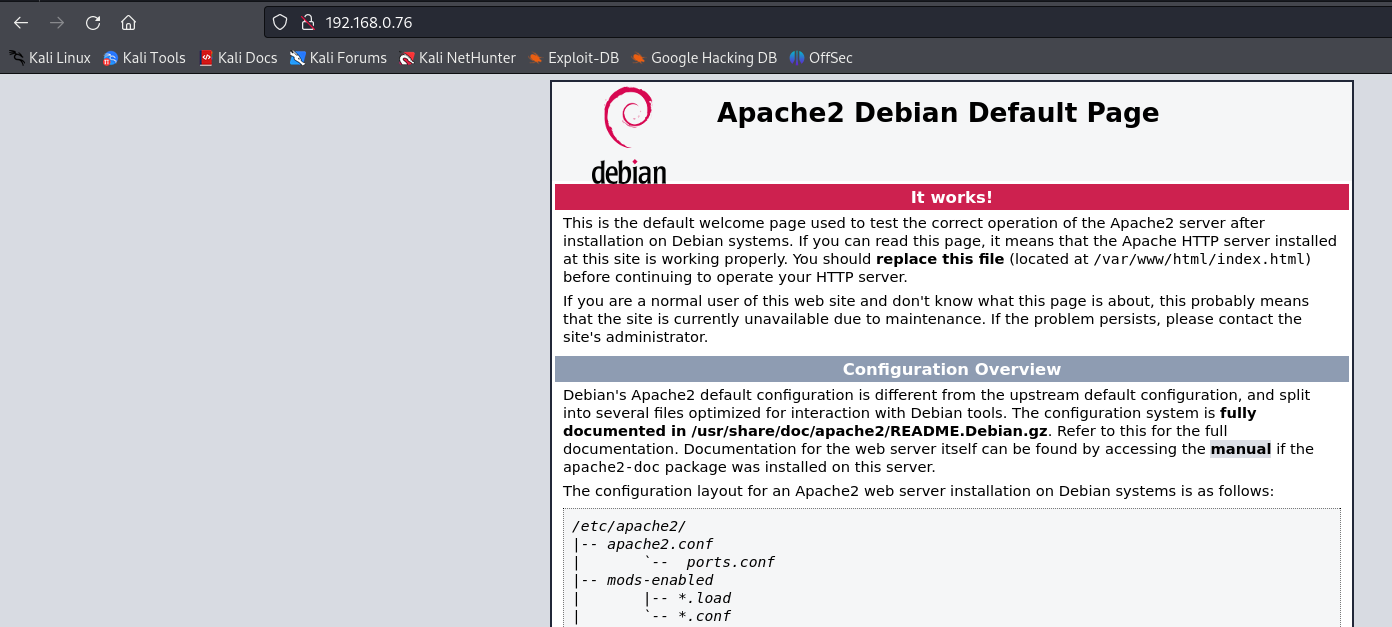 192.168.0.76
Kali Linux Kali Tools Kali Docs Kali Forums Kali NetHunter Exploit-DB Google Hacking DB OffSec
debian
Apache2 Debian Default Page
It works!
This is the default welcome page used to test the correct operation of the Apache2 server after
installation on Debian systems. If you can read this page, it means that the Apache HTTP server installed
at this site is working properly. You should replace this file (located at /var/www/html/index.html)
before continuing to operate your HTTP server.
If you are a normal user of this web site and don't know what this page is about, this probably means
that the site is currently unavailable due to maintenance. If the problem persists, please contact the
site's administrator.
Configuration Overview
Debian's Apache2 default configuration is different from the upstream default configuration, and split
into several files optimized for interaction with Debian tools. The configuration system is fully
documented in /usr/share/doc/apache2/README.Debian.gz. Refer to this for the full
documentation. Documentation for the web server itself can be found by accessing the manual if the
apache2-doc package was installed on this server.
The configuration layout for an Apache2 web server installation on Debian systems is as follows:
/etc/apache2/
|-- apache2.conf
|       `--  ports.conf
|-- mods-enabled
|       |-- *.load
|       `-- *.conf